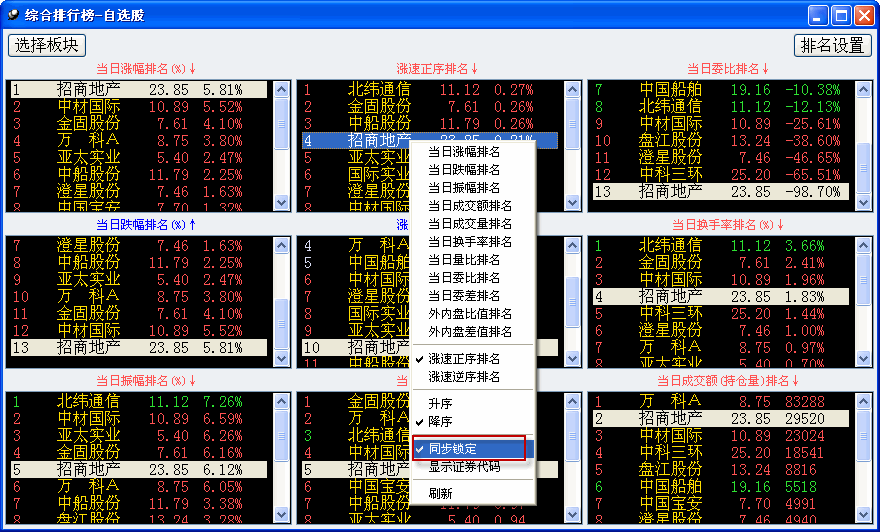 综合排行榜-自选股
选择板块
排名设置
当日涨幅排名(%)↓
1 招商地产 23.85 5.81%
2 中材国际 10.89 5.52%
3 金固股份 7.61 4.10%
4 万 科A 8.75 3.80%
5 亚太实业 5.40 2.47%
6 中船股份 11.79 2.25%
7 澄星股份 7.46 1.63%
8 中国宝安 7.70 1.32%
涨速正序排名↓
1 北纬通信 11.12 0.27%
2 金固股份 7.61 0.26%
3 中船股份 11.79 0.26%
4 招商地产 23.85 0.21%
5 亚太实业
6 国际实业
7 澄星股份
8 中材国际
当日委比排名↓
7 中国船舶 19.16 -10.38%
8 北纬通信 11.12 -12.13%
9 中材国际 10.89 -25.61%
10 盘江股份 13.24 -38.60%
11 澄星股份 7.46 -46.65%
12 中科三环 25.20 -65.51%
13 招商地产 23.85 -98.70%
当日跌幅排名(%)↑
7 澄星股份 7.46 1.63%
8 中船股份 11.79 2.25%
9 亚太实业 5.40 2.47%
10 万 科A 8.75 3.80%
11 金固股份 7.61 4.10%
12 中材国际 10.89 5.52%
13 招商地产 23.85 5.81%
涨
4 万 科A
5 中国船舶
6 中材国际
7 澄星股份
8 国际实业
9 亚太实业
10 招商地产
11 中船股份
当日换手率排名(%)↓
1 北纬通信 11.12 3.66%
2 金固股份 7.61 2.41%
3 中材国际 10.89 1.96%
4 招商地产 23.85 1.83%
5 中科三环 25.20 1.44%
6 澄星股份 7.46 1.00%
7 万 科A 8.75 0.97%
8 亚太实业 5.40 0.70%
当日振幅排名(%)↓
1 北纬通信 11.12 7.26%
2 中材国际 10.89 6.59%
3 亚太实业 5.40 6.26%
4 中国宝安 7.70 6.16%
5 招商地产 23.85 6.12%
6 万 科A 8.75 6.05%
7 中船股份 11.79 3.38%
8 盘江股份 13.24 3.28%
当
1 金固股份
2 万 科A
3 北纬通信
4 中材国际
5 招商地产
6 中国宝安
7 中船股份 11.79 0.97
8 亚太实业 5.40 0.94
当日成交额(持仓量)排名↓
1 万 科A 8.75 83288
2 招商地产 23.85 29520
3 中材国际 10.89 23024
4 中科三环 25.20 18541
5 盘江股份 13.24 8816
6 中国船舶 19.16 5518
7 中国宝安 7.70 4991
8 澄星股份 7.46 4940
当日涨幅排名
当日跌幅排名
当日振幅排名
当日成交额排名
当日成交量排名
当日换手率排名
当日量比排名
当日委比排名
当日委差排名
外内盘比值排名
外内盘差值排名
✓ 涨速正序排名
涨速逆序排名
升序
✓ 降序
✓ 同步锁定
显示证券代码
刷新